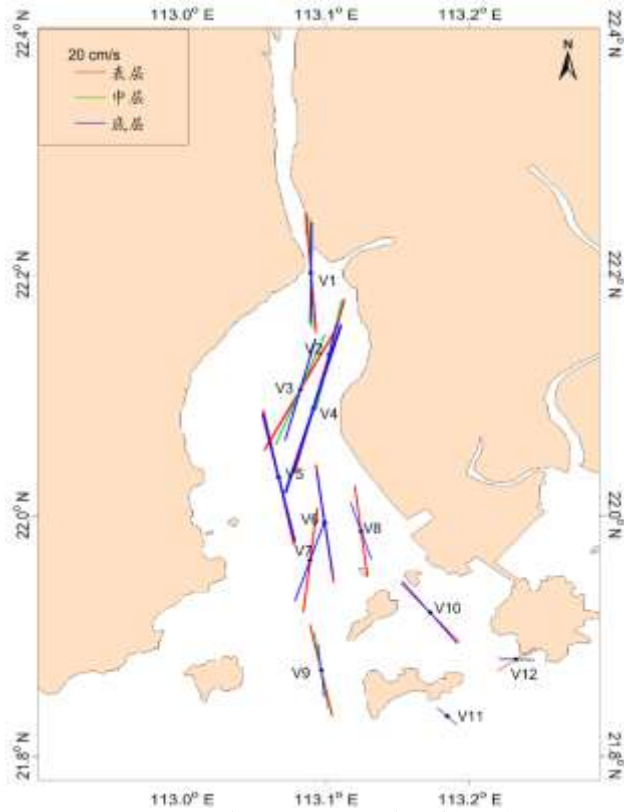 113.0° E 113.1° E 113.2° E
22.4° N 22.4° N
20 cm/s
表层
中层
底层
N
22.2° N 22.2° N
V1
V2
V3
V4
V5
22.0° N 22.0° N
V6
V8
V7
V10
V9
V12
V11
21.8° N 21.8° N
113.0° E 113.1° E 113.2° E